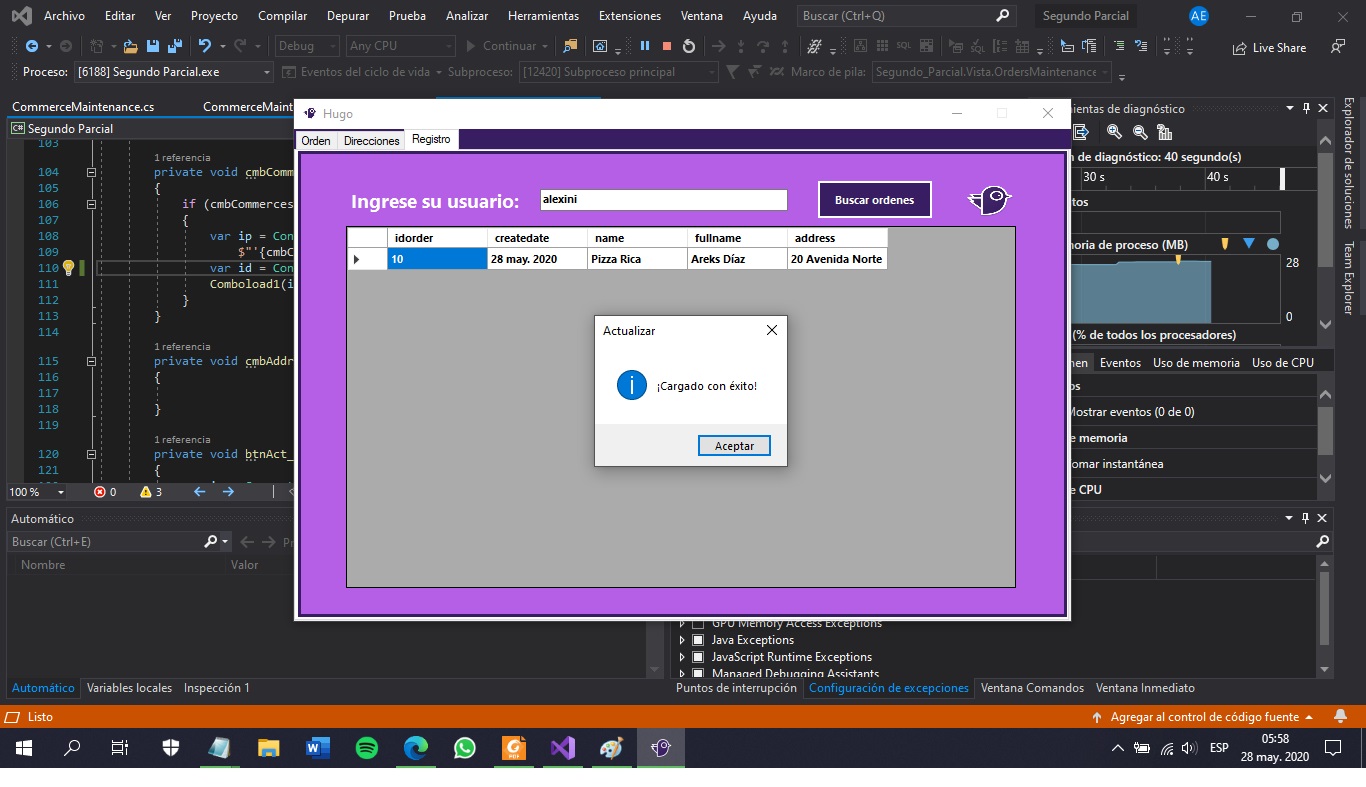 Archivo Editar Ver Proyecto Compilar Depurar Prueba Analizar Herramientas Extensiones Ventana Ayuda Buscar (Ctrl+Q) Segundo Parcial AE
Debug Any CPU Continuar SQL SQL Live Share
Proceso: [6188] Segundo Parcial.exe Eventos del ciclo de vida Subproceso: [12420] Subproceso principal Marco de pila: Segundo_Parcial.Vista.OrdersMaintenance
CommerceMaintenance.cs CommerceMaint
C# Segundo Parcial
103
1 referencia
104 private void cmbComm
105 {
106 if (cmbCommerces
107 {
108 var ip = Con
109 $"'{cmbC
110 var id = Con
111 Comboload1(i
112 }
113 }
114
1 referencia
115 private void cmbAddr
116 {
117
118 }
119
1 referencia
120 private void btnAct_
121 {
100 % 0 3
Hugo
Orden Direcciones Registro
Ingrese su usuario: alexini Buscar ordenes
idorder createdate name fullname address
10 28 may. 2020 Pizza Rica Areks Díaz 20 Avenida Norte
Actualizar
¡Cargado con éxito!
Aceptar
ientas de diagnóstico
n de diagnóstico: 40 segundo(s)
30 s 40 s
tos
oria de proceso (MB)
28
0
(% de todos los procesadores)
en Eventos Uso de memoria Uso de CPU
os
Mostrar eventos (0 de 0)
e memoria
omar instantánea
e CPU
Explorador de soluciones
Team Explorer
Automático
Buscar (Ctrl+E)
Nombre Valor
GPU Memory Access Exceptions
Java Exceptions
JavaScript Runtime Exceptions
Managed Debugging Assistants
Automático Variables locales Inspección 1
Puntos de interrupción Configuración de excepciones Ventana Comandos Ventana Inmediato
Listo Agregar al control de código fuente
ESP 05:58
28 may. 2020